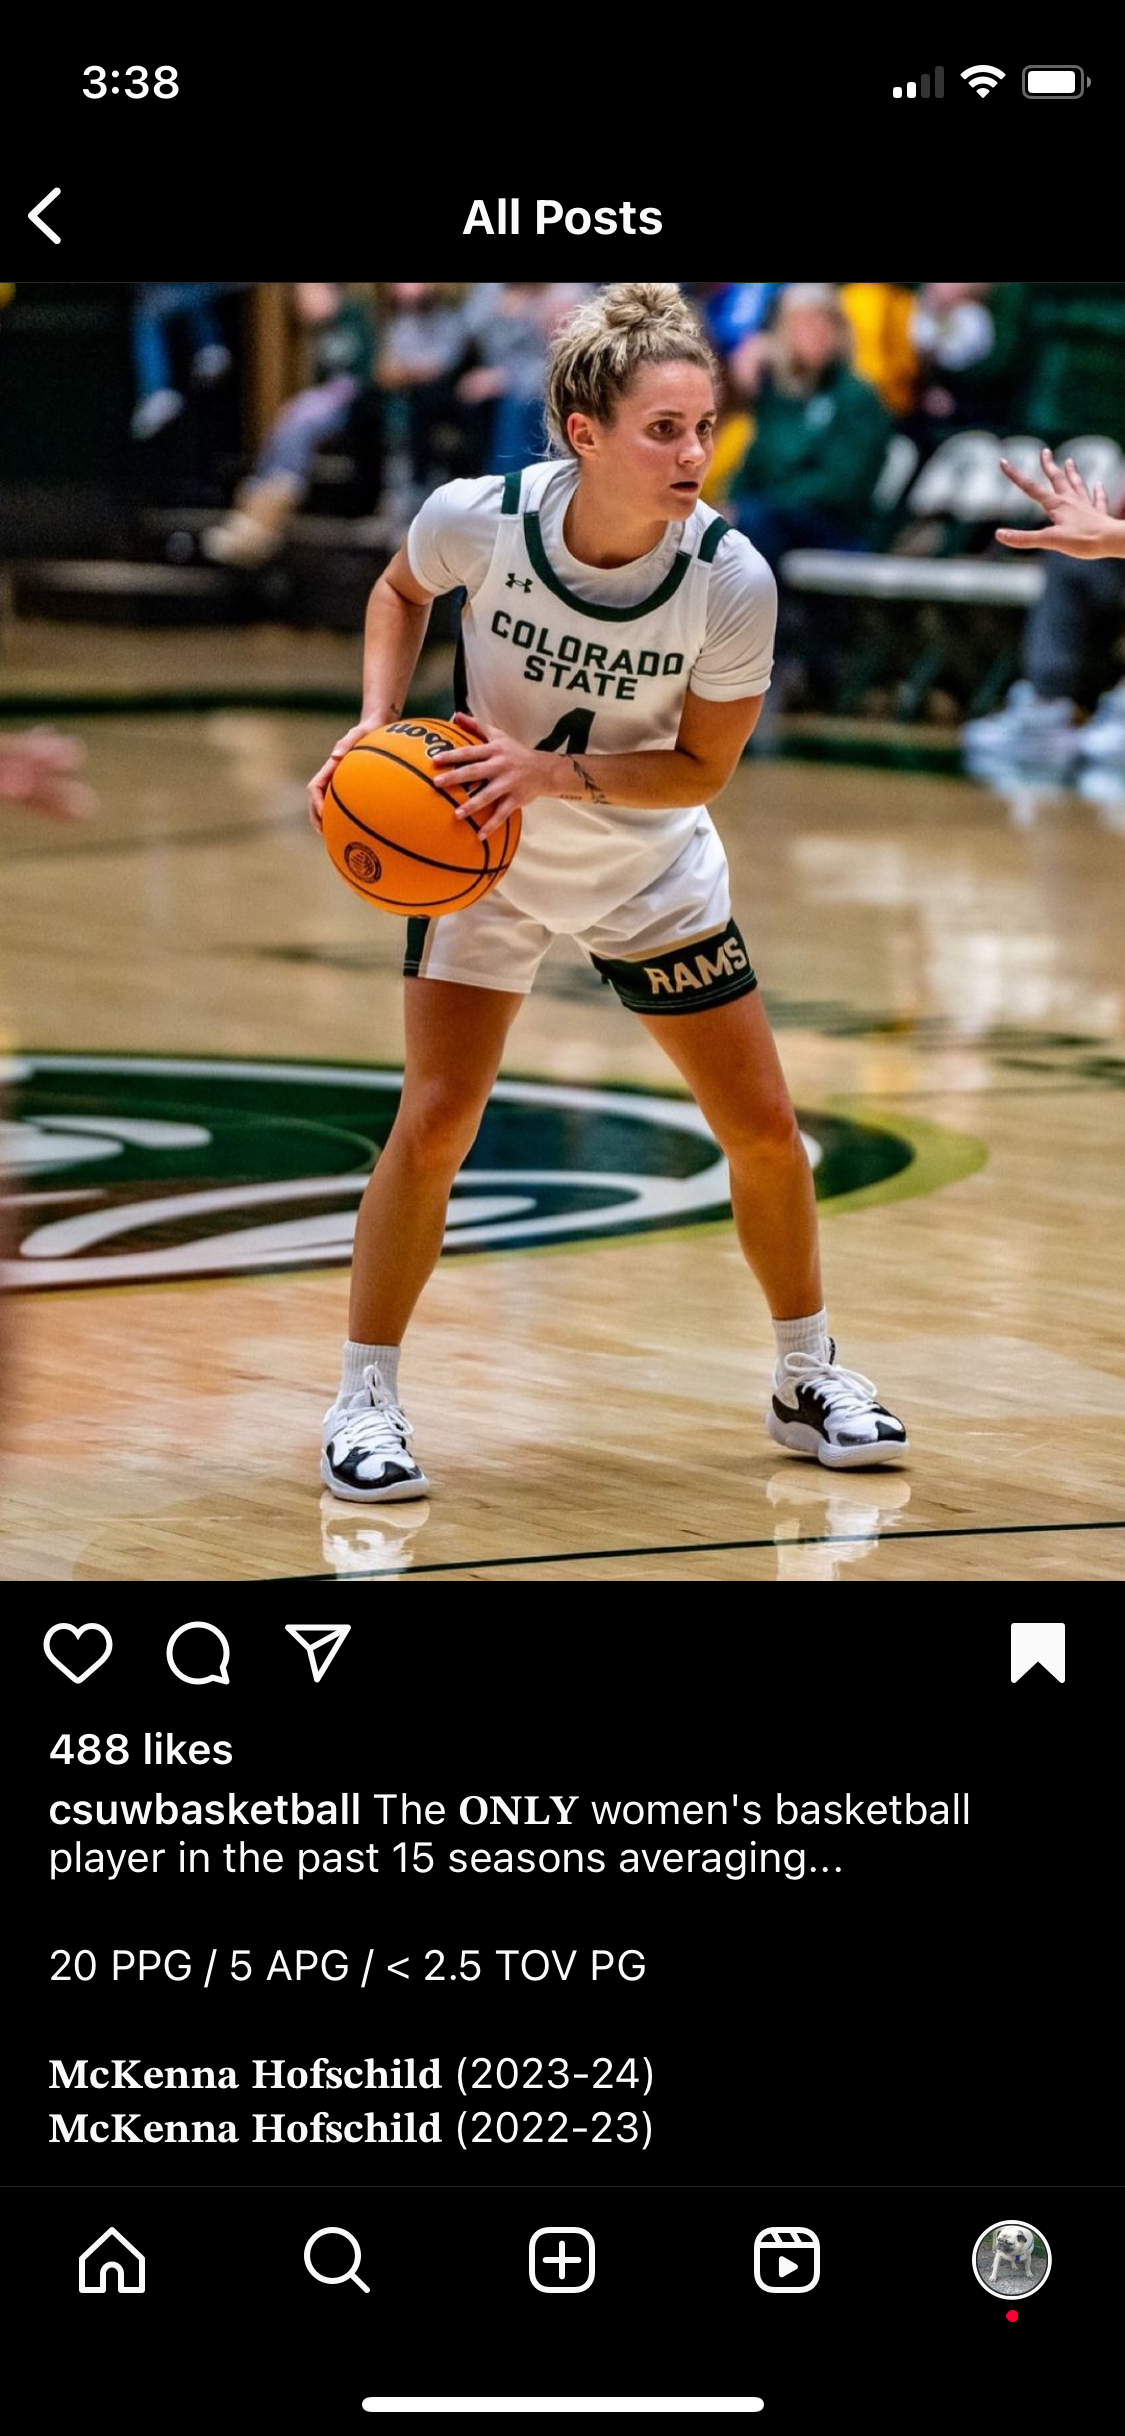 3:38
All Posts
COLORADO
STATE
4
RAMS
488 likes
csuwbasketball The ONLY women's basketball
player in the past 15 seasons averaging...
20 PPG / 5 APG / < 2.5 TOV PG
McKenna Hofschild (2023-24)
McKenna Hofschild (2022-23)